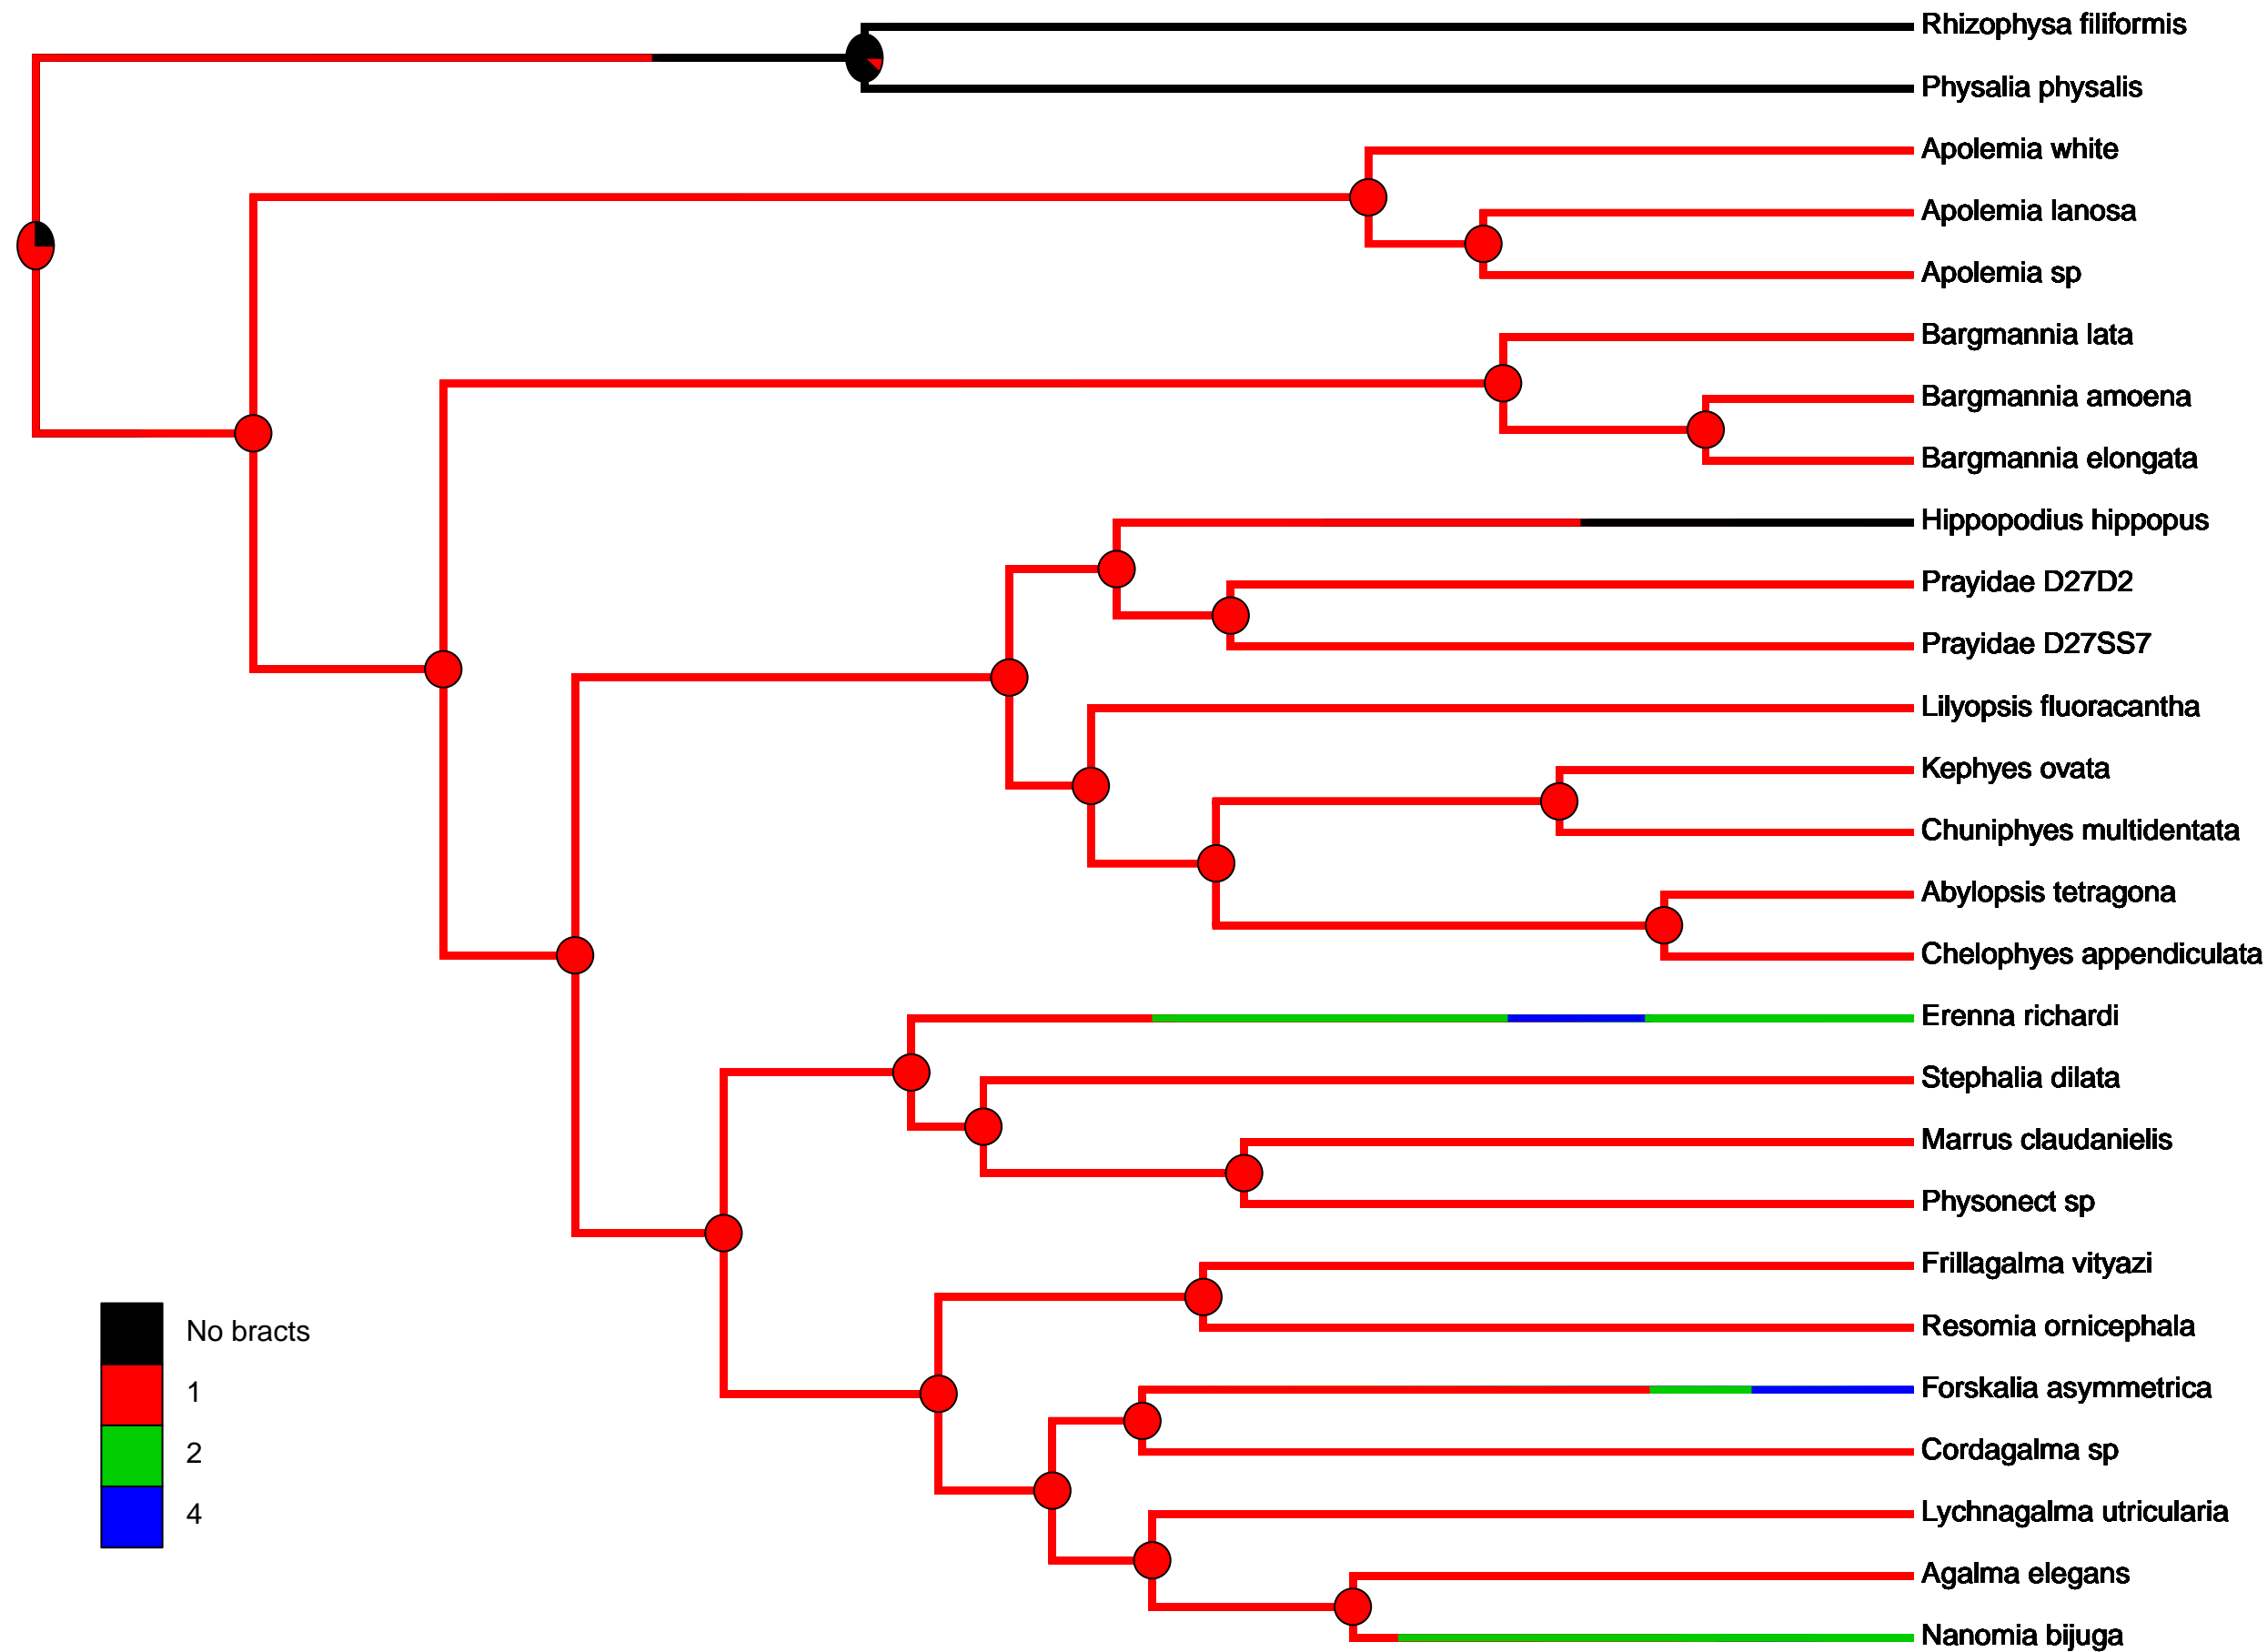 Rhizophysa filiformis
Physalia physalis
Apolemia white
Apolemia lanosa
Apolemia sp
Bargmannia lata
Bargmannia amoena
Bargmannia elongata
Hippopodius hippopus
Prayidae D27D2
Prayidae D27SS7
Lilyopsis fluoracantha
Kephyes ovata
Chuniphyes multidentata
Abylopsis tetragona
Chelophyes appendiculata
Erenna richardi
Stephalia dilata
Marrus claudanielis
Physonect sp
Frillagalma vityazi
Resomia ornicephala
Forskalia asymmetrica
Cordagalma sp
Lychnagalma utricularia
Agalma elegans
Nanomia bijuga
No bracts
1
2
4